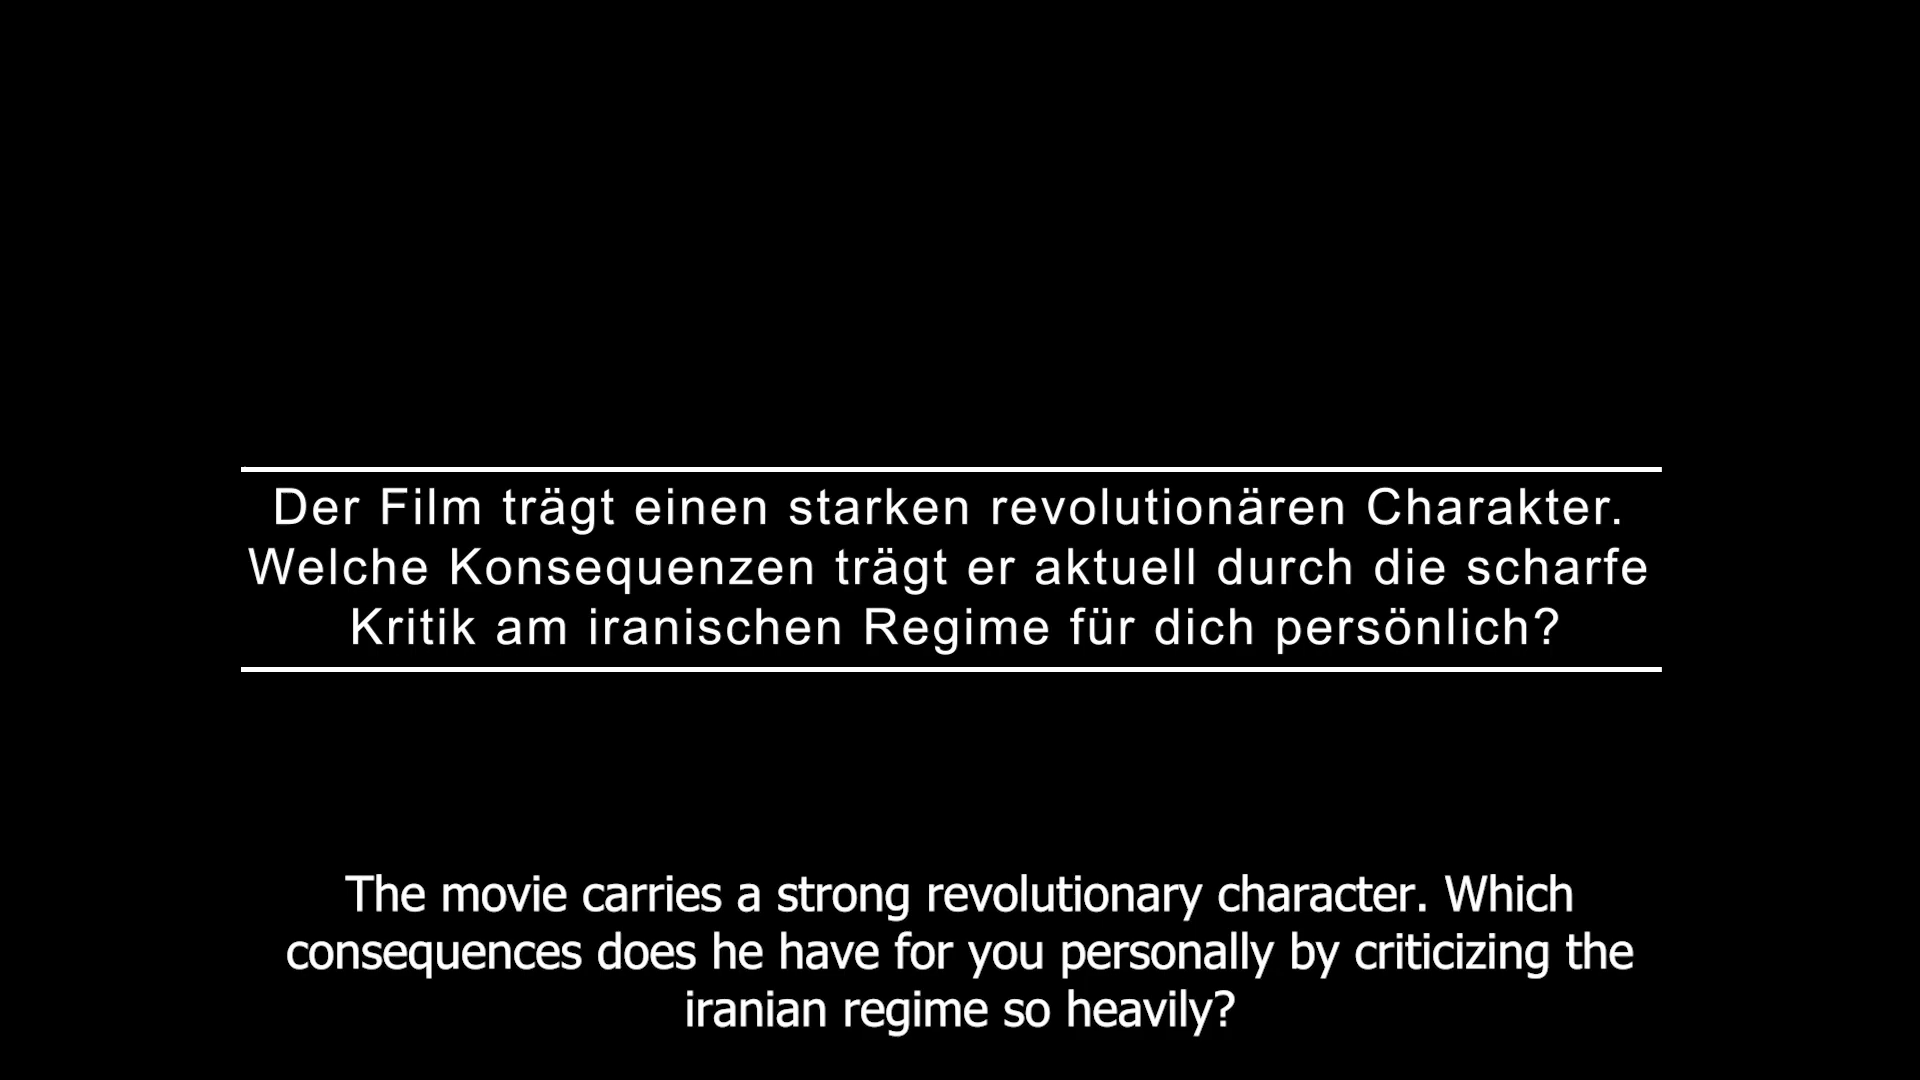 Der Film trägt einen starken revolutionären Charakter.
Welche Konsequenzen trägt er aktuell durch die scharfe
Kritik am iranischen Regime für dich persönlich?
The movie carries a strong revolutionary character. Which
consequences does he have for you personally by criticizing the
iranian regime so heavily?